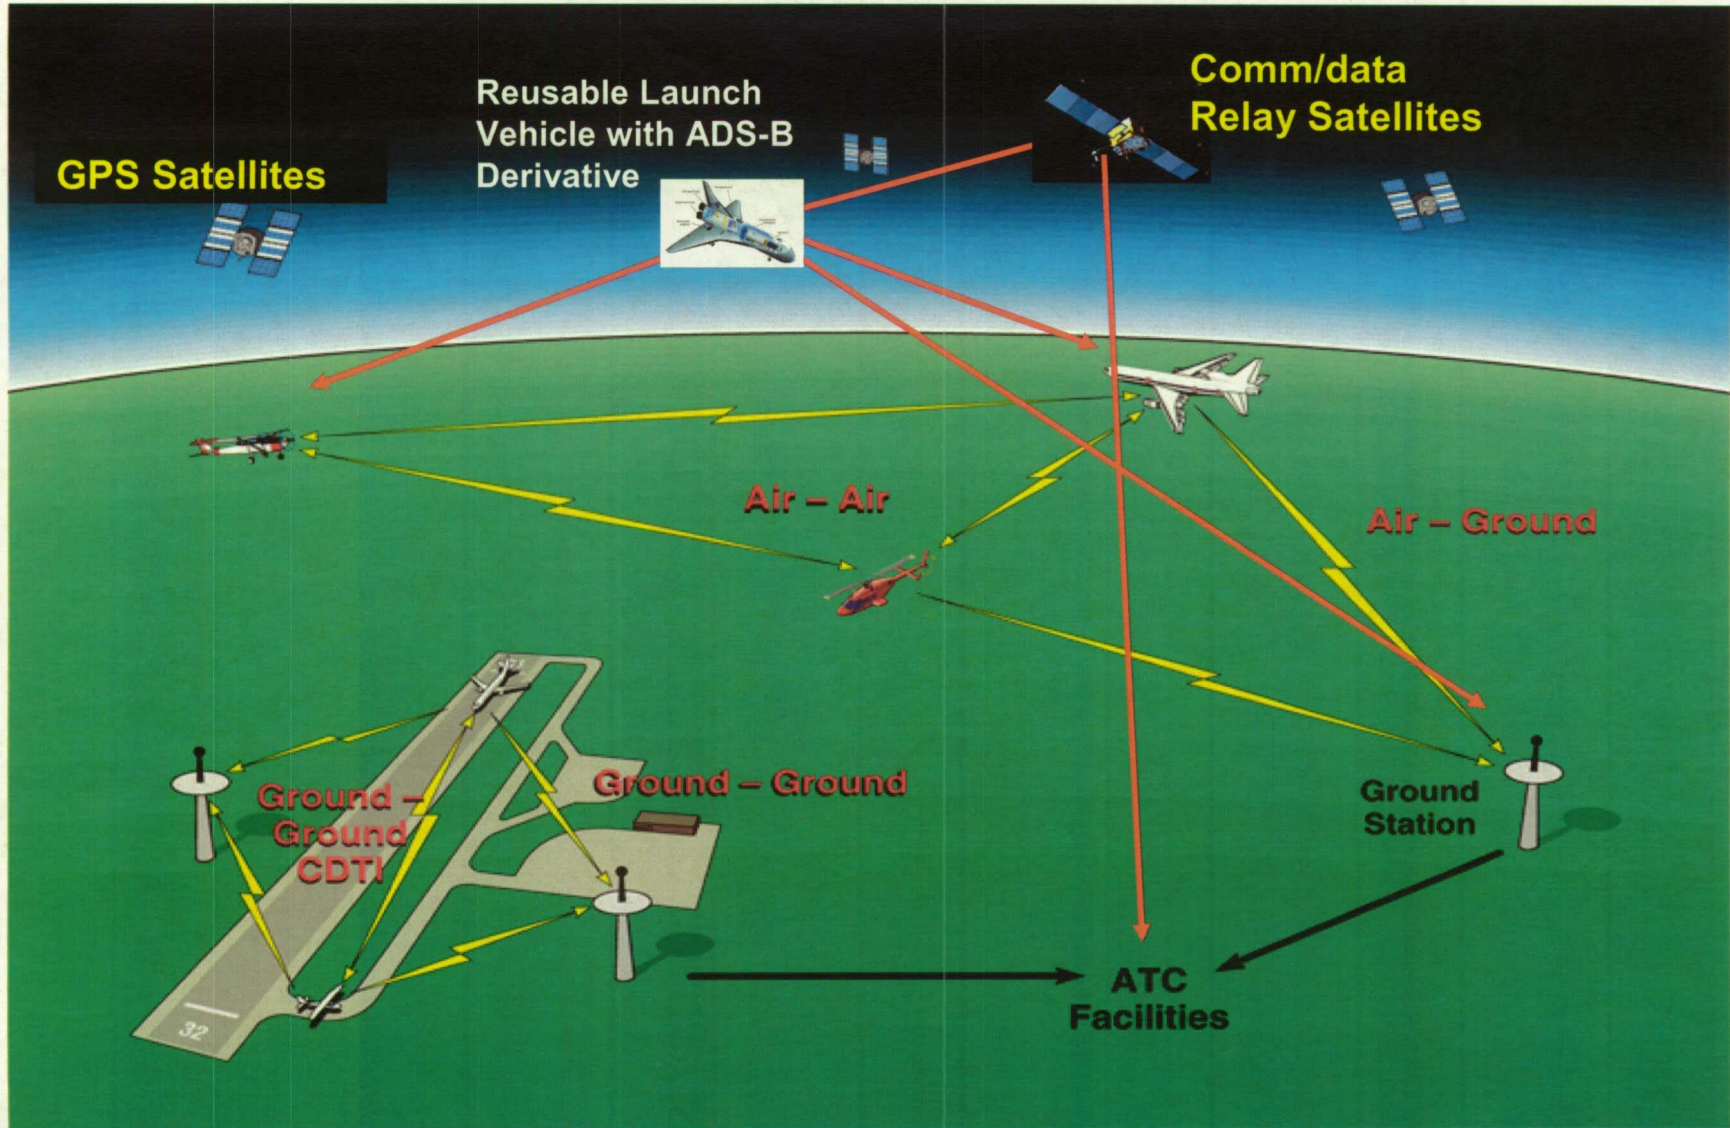 Reusable Launch
Vehicle with ADS-B
Derivative
Comm/data
Relay Satellites
GPS Satellites
Air – Air
Air – Ground
Ground – Ground
Ground –
Ground
CDTI
Ground
Station
ATC
Facilities
32